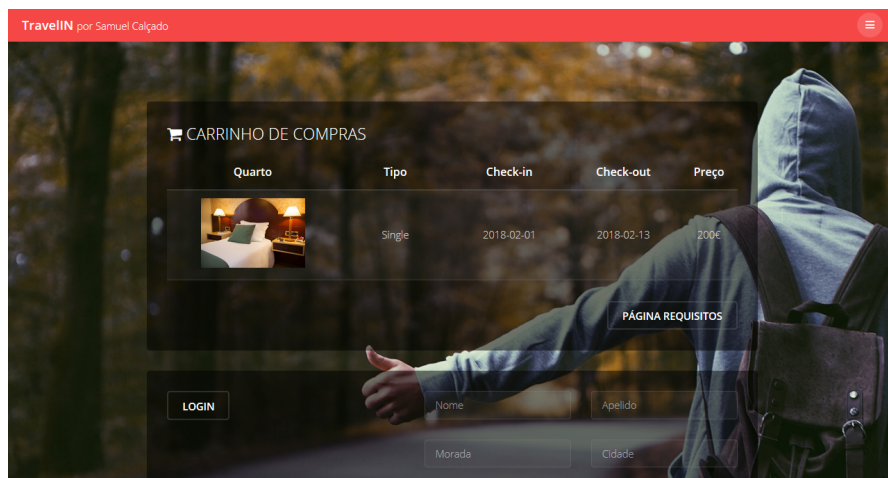 TravelIN por Samuel Calçado
CARRINHO DE COMPRAS
Quarto Tipo Check-in Check-out Preço
Single 2018-02-01 2018-02-13 200€
PÁGINA REQUISITOS
LOGIN Nome Apelido
Morada Cidade